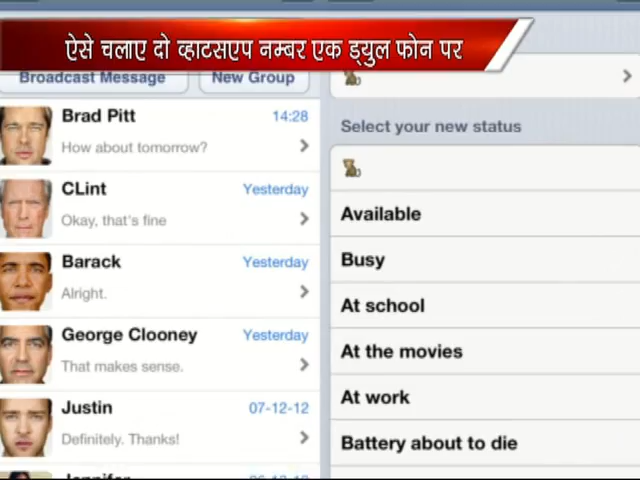 ऐसे चलाए दो व्हाटसएप नम्बर एक ड्युल फोन पर
Broadcast Message
New Group
Brad Pitt
14:28
How about tomorrow?
CLint
Yesterday
Okay, that's fine
Barack
Yesterday
Alright.
George Clooney
Yesterday
That makes sense.
Justin
07-12-12
Definitely. Thanks!
Select your new status
Available
Busy
At school
At the movies
At work
Battery about to die